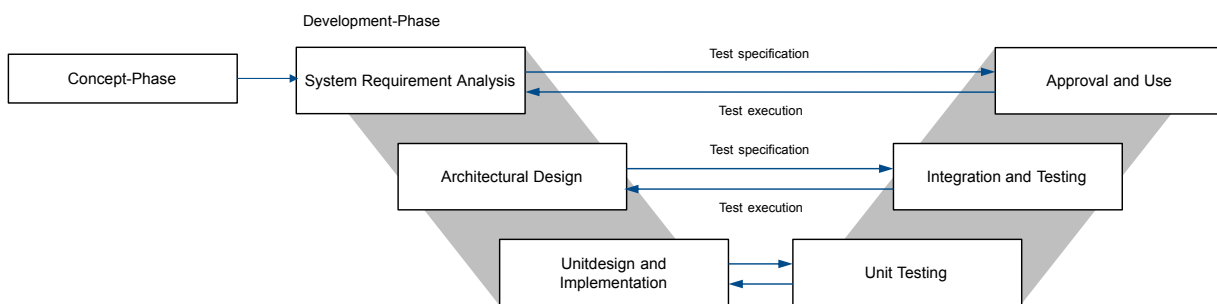 Development-Phase
Concept-Phase
System Requirement Analysis
Test specification
Test execution
Approval and Use
Architectural Design
Test specification
Test execution
Integration and Testing
Unitdesign and
Implementation
Unit Testing